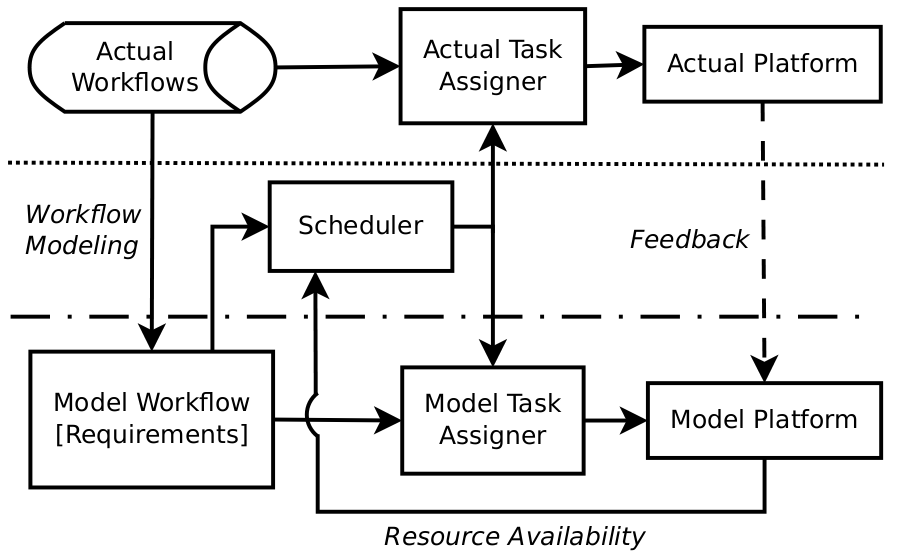 Actual
Workflows
Actual Task
Assigner
Actual Platform
Workflow
Modeling
Scheduler
Feedback
Model Workflow
[Requirements]
Model Task
Assigner
Model Platform
Resource Availability